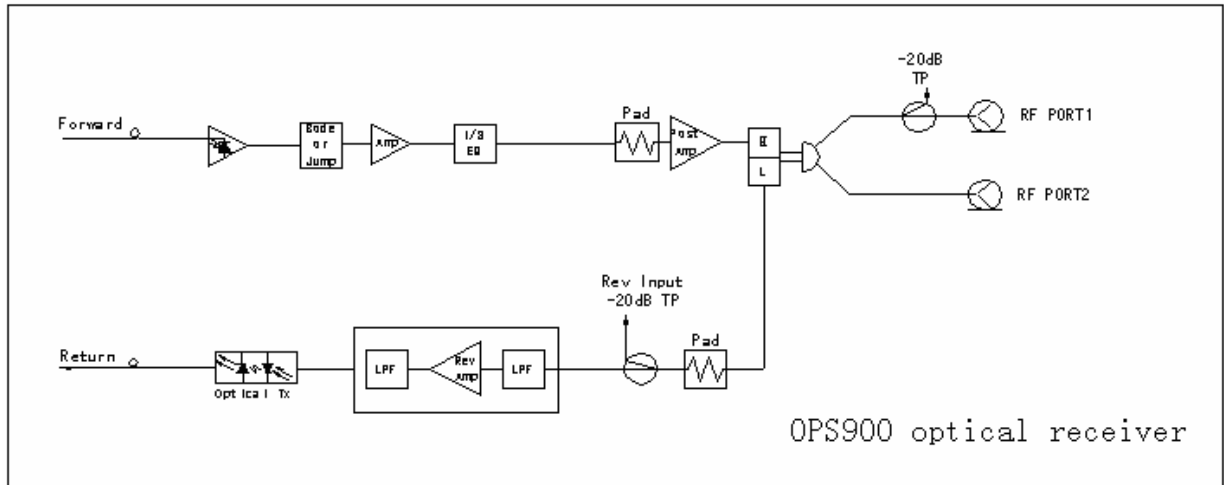 -20dB
TP
Forward
Bode
or
Jump
Amp
I/S
EQ
Pad
Post
Amp
H
L
RF PORT1
RF PORT2
Rev Input
-20dB TP
Pad
Return
Optical Tx
LPF
Rev
Amp
LPF
OPS900 optical receiver